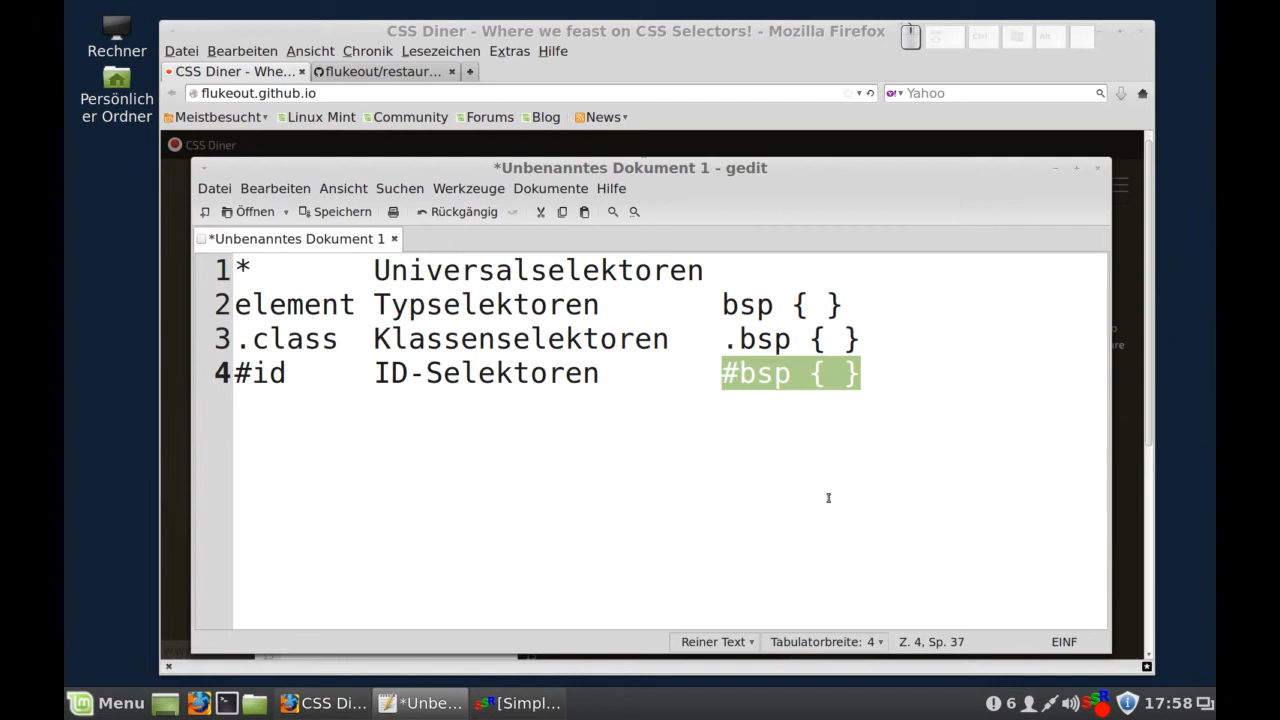 Rechner
Persönlich
er Ordner
CSS Diner - Where we feast on CSS Selectors! - Mozilla Firefox
Ctrl
Alt
Datei Bearbeiten Ansicht Chronik Lesezeichen Extras Hilfe
CSS Diner - Whe...
flukeout/restaur...
flukeout.github.io
Yahoo
Meistbesucht
Linux Mint
Community
Forums
Blog
News
CSS Diner
*Unbenanntes Dokument 1 - gedit
Datei Bearbeiten Ansicht Suchen Werkzeuge Dokumente Hilfe
Öffnen Speichern Rückgängig
*Unbenanntes Dokument 1
1 * Universalselektoren
2 element Typselektoren bsp { }
3 .class Klassenselektoren .bsp { }
4 #id ID-Selektoren #bsp { }
Reiner Text Tabulatorbreite: 4 Z. 4, Sp. 37 EINF
Menu CSS Di... *Unbe... [Simpl... 6 17:58